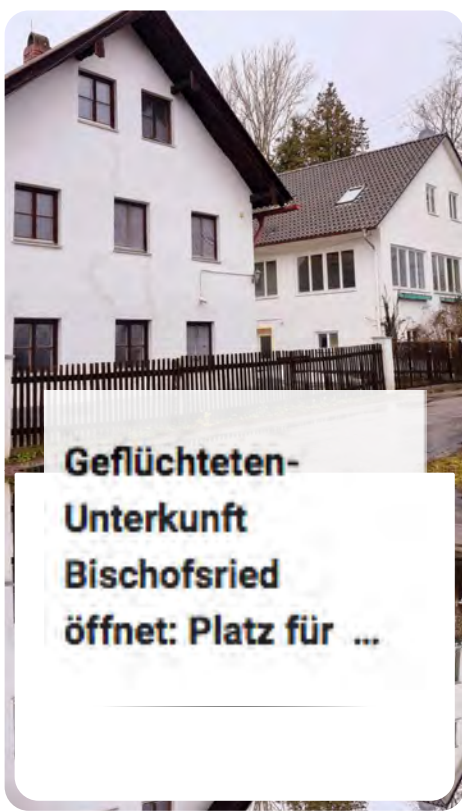 Geflüchteten-
Unterkunft
Bischofsried
öffnet: Platz für ...